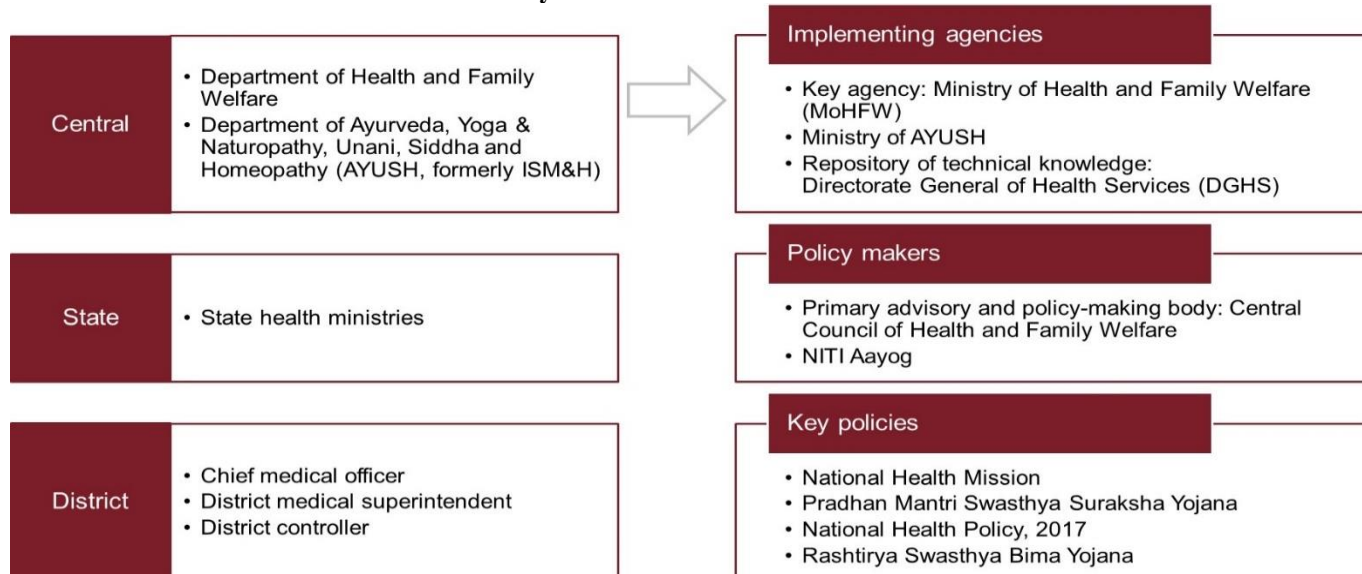 Central
• Department of Health and Family
Welfare
• Department of Ayurveda, Yoga &
Naturopathy, Unani, Siddha and
Homeopathy (AYUSH, formerly ISM&H)
Implementing agencies
• Key agency: Ministry of Health and Family Welfare
(MoHFW)
• Ministry of AYUSH
• Repository of technical knowledge:
Directorate General of Health Services (DGHS)
State
• State health ministries
Policy makers
• Primary advisory and policy-making body: Central
Council of Health and Family Welfare
• NITI Aayog
District
• Chief medical officer
• District medical superintendent
• District controller
Key policies
• National Health Mission
• Pradhan Mantri Swasthya Suraksha Yojana
• National Health Policy, 2017
• Rashtirya Swasthya Bima Yojana